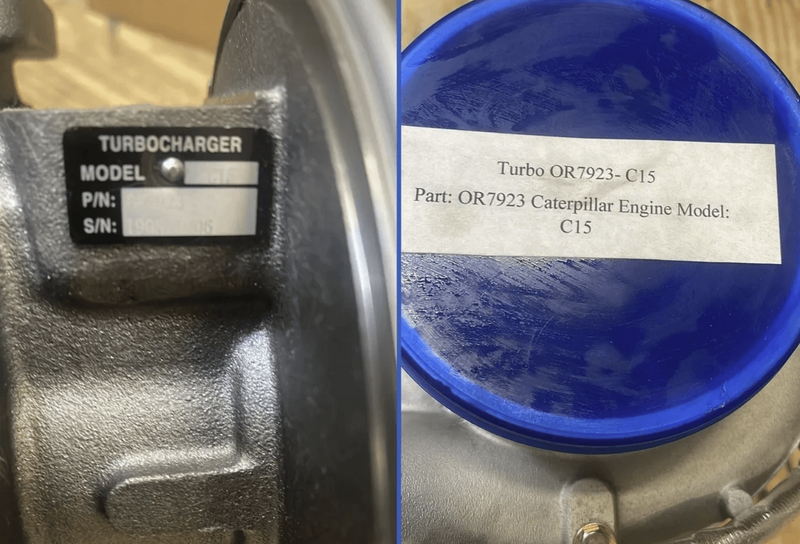 TURBOCHARGER
MODEL
P/N:
S/N:
Turbo OR7923- C15
Part: OR7923 Caterpillar Engine Model:
C15